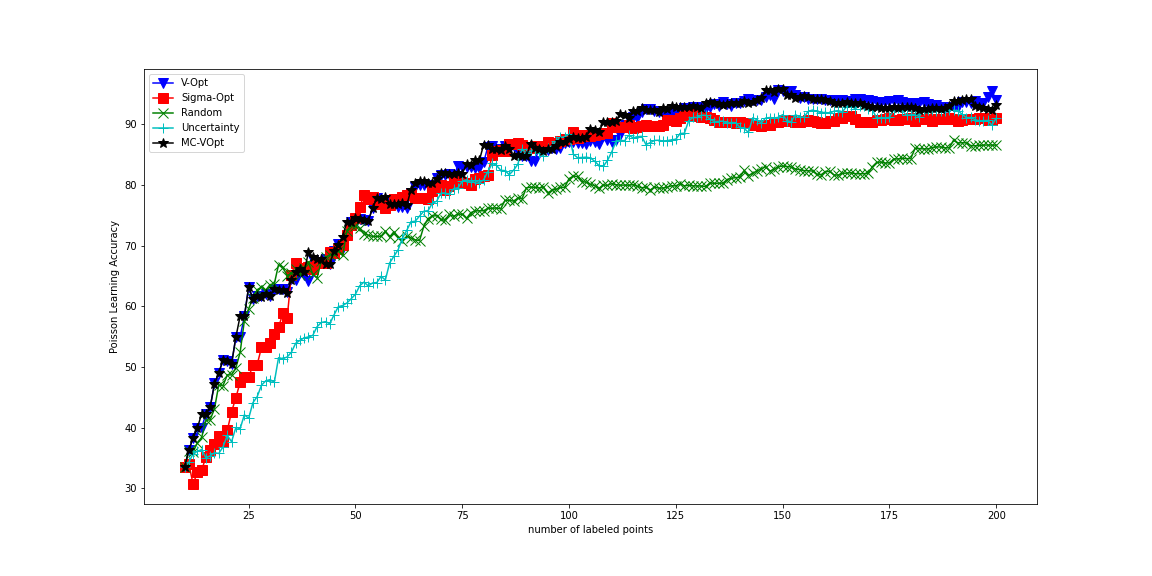 V-Opt
Sigma-Opt
Random
Uncertainty
MC-VOpt
Poisson Learning Accuracy
90
80
70
60
50
40
30
25
50
75
100
125
150
175
200
number of labeled points